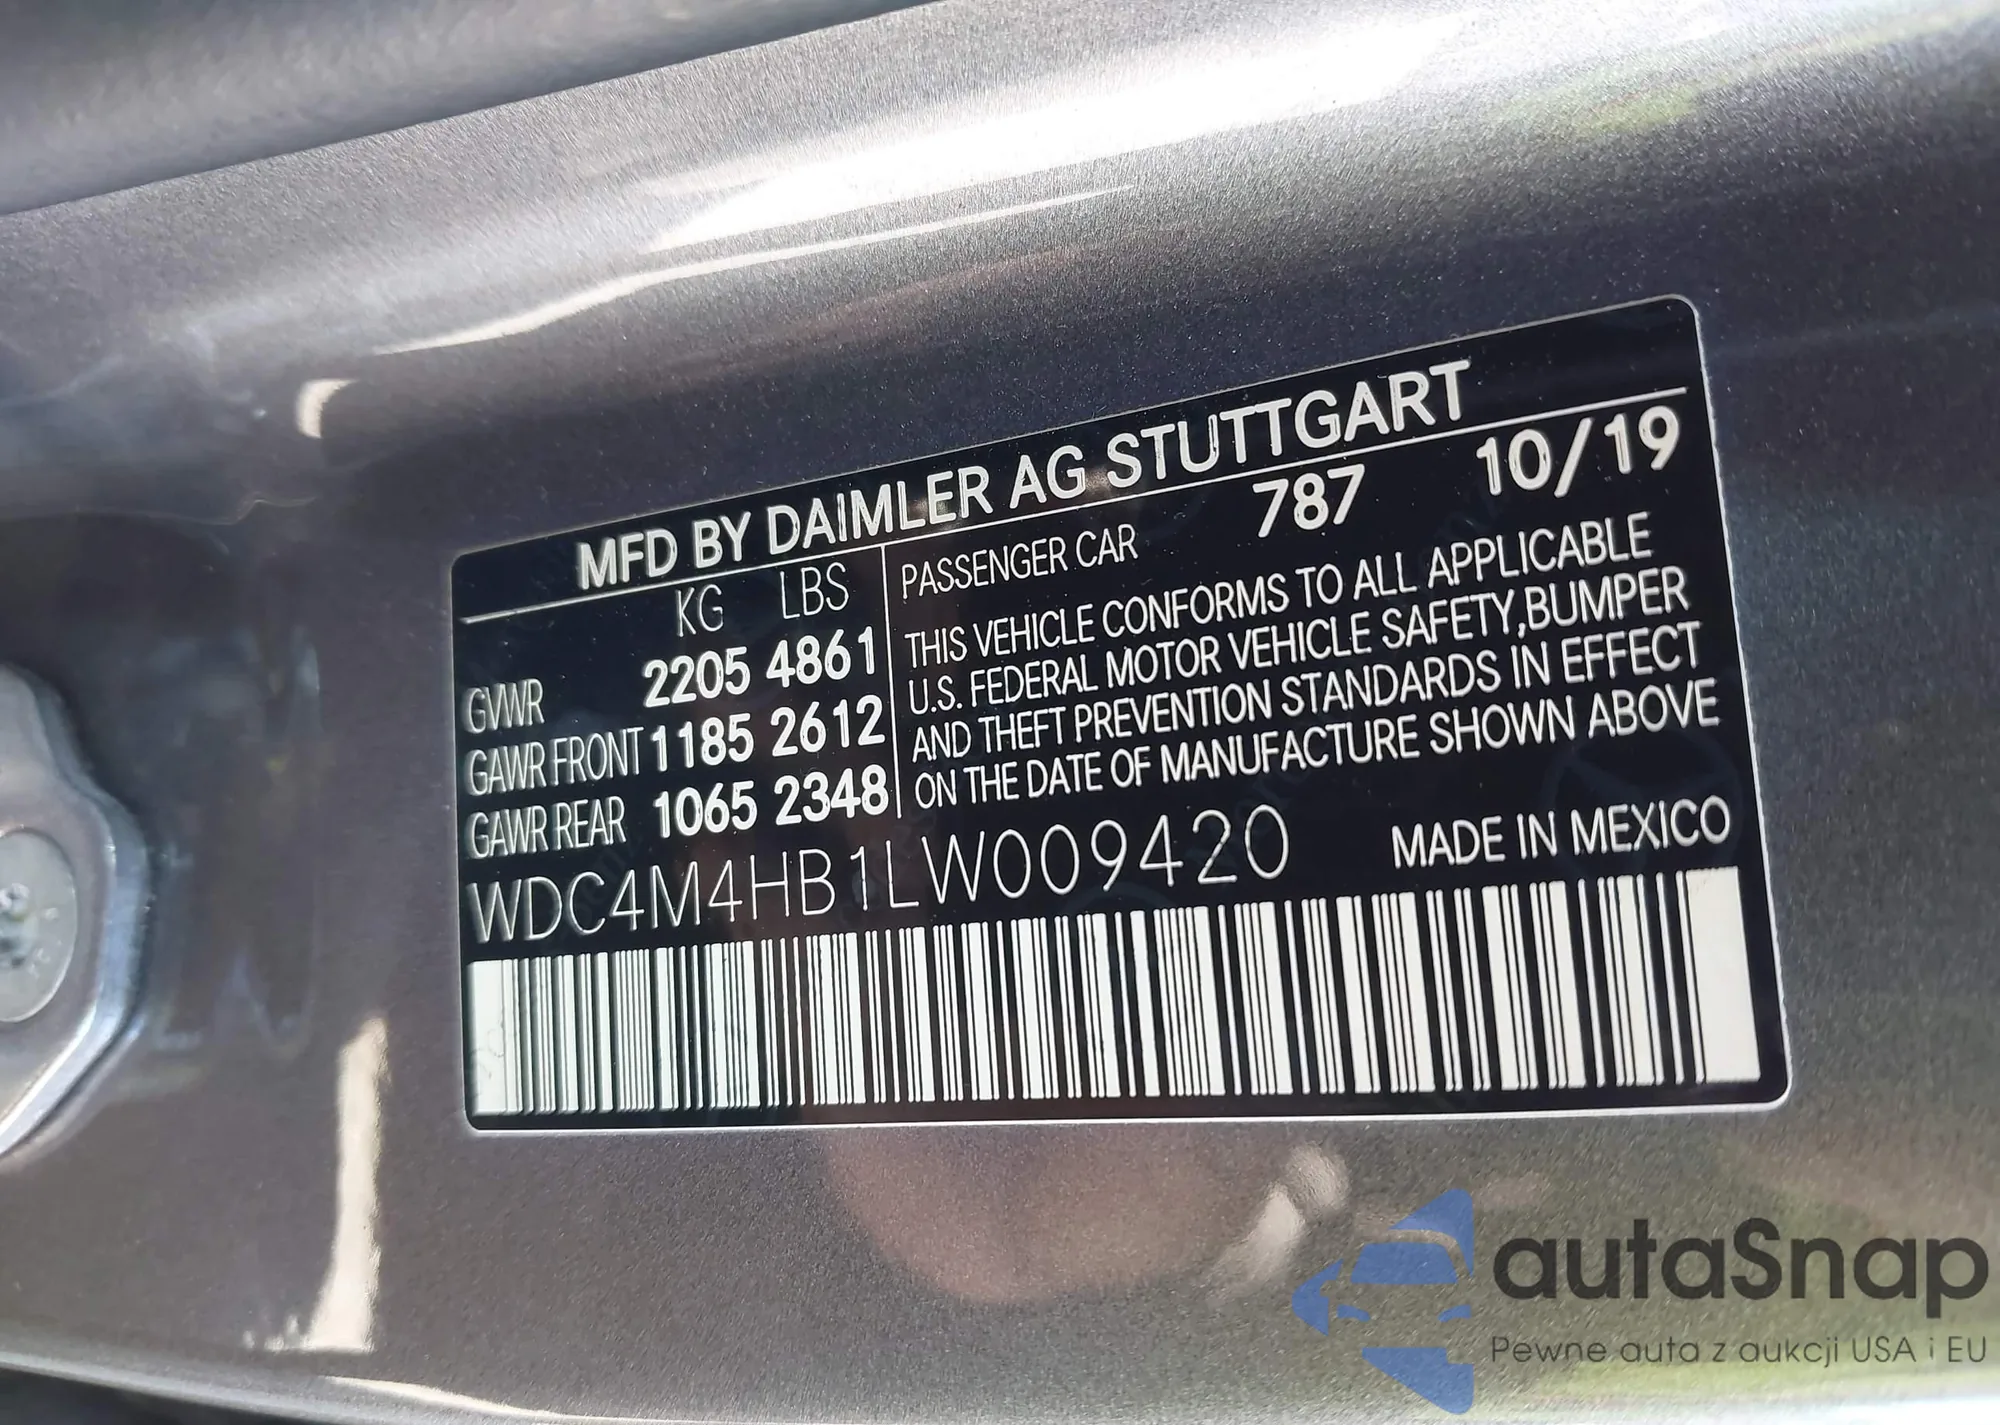 MFD BY DAIMLER AG STUTTGART
KG LBS
GVWR 2205 4861
GAWR FRONT 1185 2612
GAWR REAR 1065 2348
PASSENGER CAR 787 10/19
THIS VEHICLE CONFORMS TO ALL APPLICABLE
U.S. FEDERAL MOTOR VEHICLE SAFETY,BUMPER
AND THEFT PREVENTION STANDARDS IN EFFECT
ON THE DATE OF MANUFACTURE SHOWN ABOVE
WDC4M4HB1LW009420 MADE IN MEXICO
autaSnap
Pewne auta z aukcji USA i EU